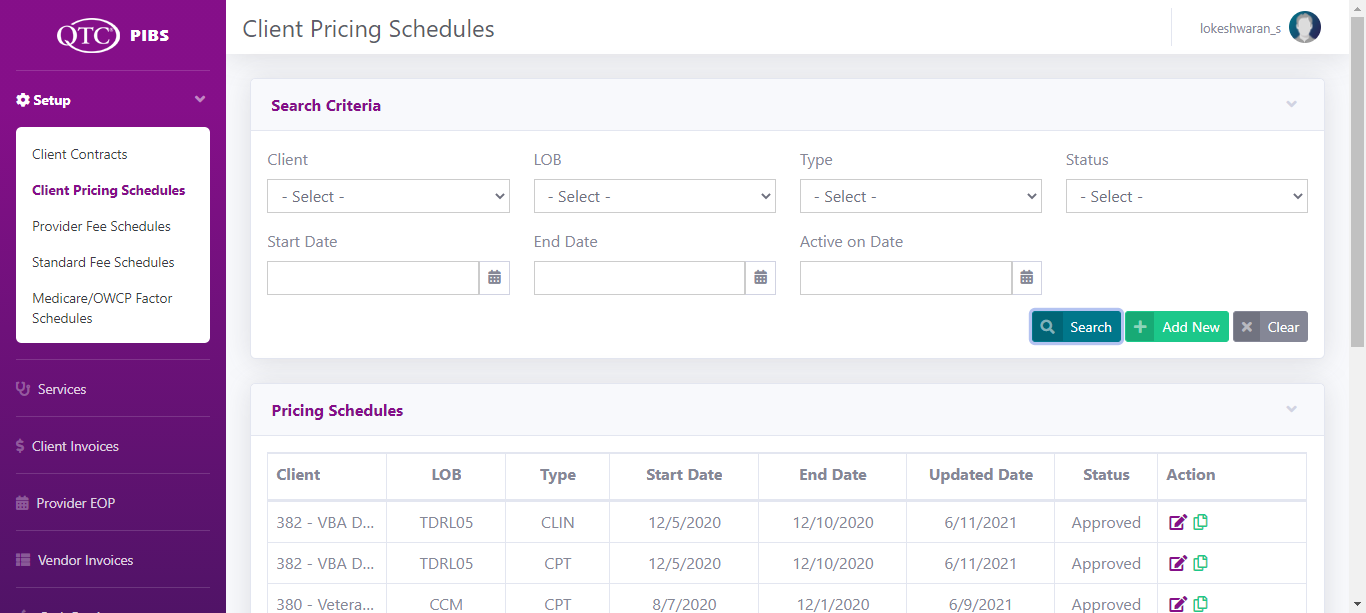 QTC PIBS
Client Pricing Schedules
lokeshwaran_s
Setup
Client Contracts
Client Pricing Schedules
Provider Fee Schedules
Standard Fee Schedules
Medicare/OWCP Factor
Schedules
Services
Client Invoices
Provider EOP
Vendor Invoices
Search Criteria
Client LOB Type Status
- Select - - Select - - Select - - Select -
Start Date End Date Active on Date
Search Add New Clear
Pricing Schedules
Client LOB Type Start Date End Date Updated Date Status Action
382 - VBA D... TDRL05 CLIN 12/5/2020 12/10/2020 6/11/2021 Approved
382 - VBA D... TDRL05 CPT 12/5/2020 12/10/2020 6/11/2021 Approved
380 - Vetera... CCM CPT 8/7/2020 12/1/2020 6/9/2021 Approved